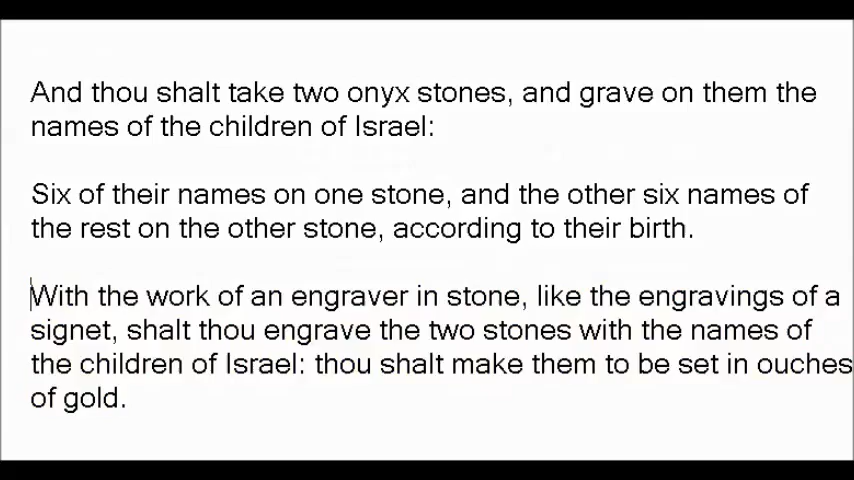 And thou shalt take two onyx stones, and grave on them the
names of the children of Israel:
Six of their names on one stone, and the other six names of
the rest on the other stone, according to their birth.
With the work of an engraver in stone, like the engravings of a
signet, shalt thou engrave the two stones with the names of
the children of Israel: thou shalt make them to be set in ouches
of gold.